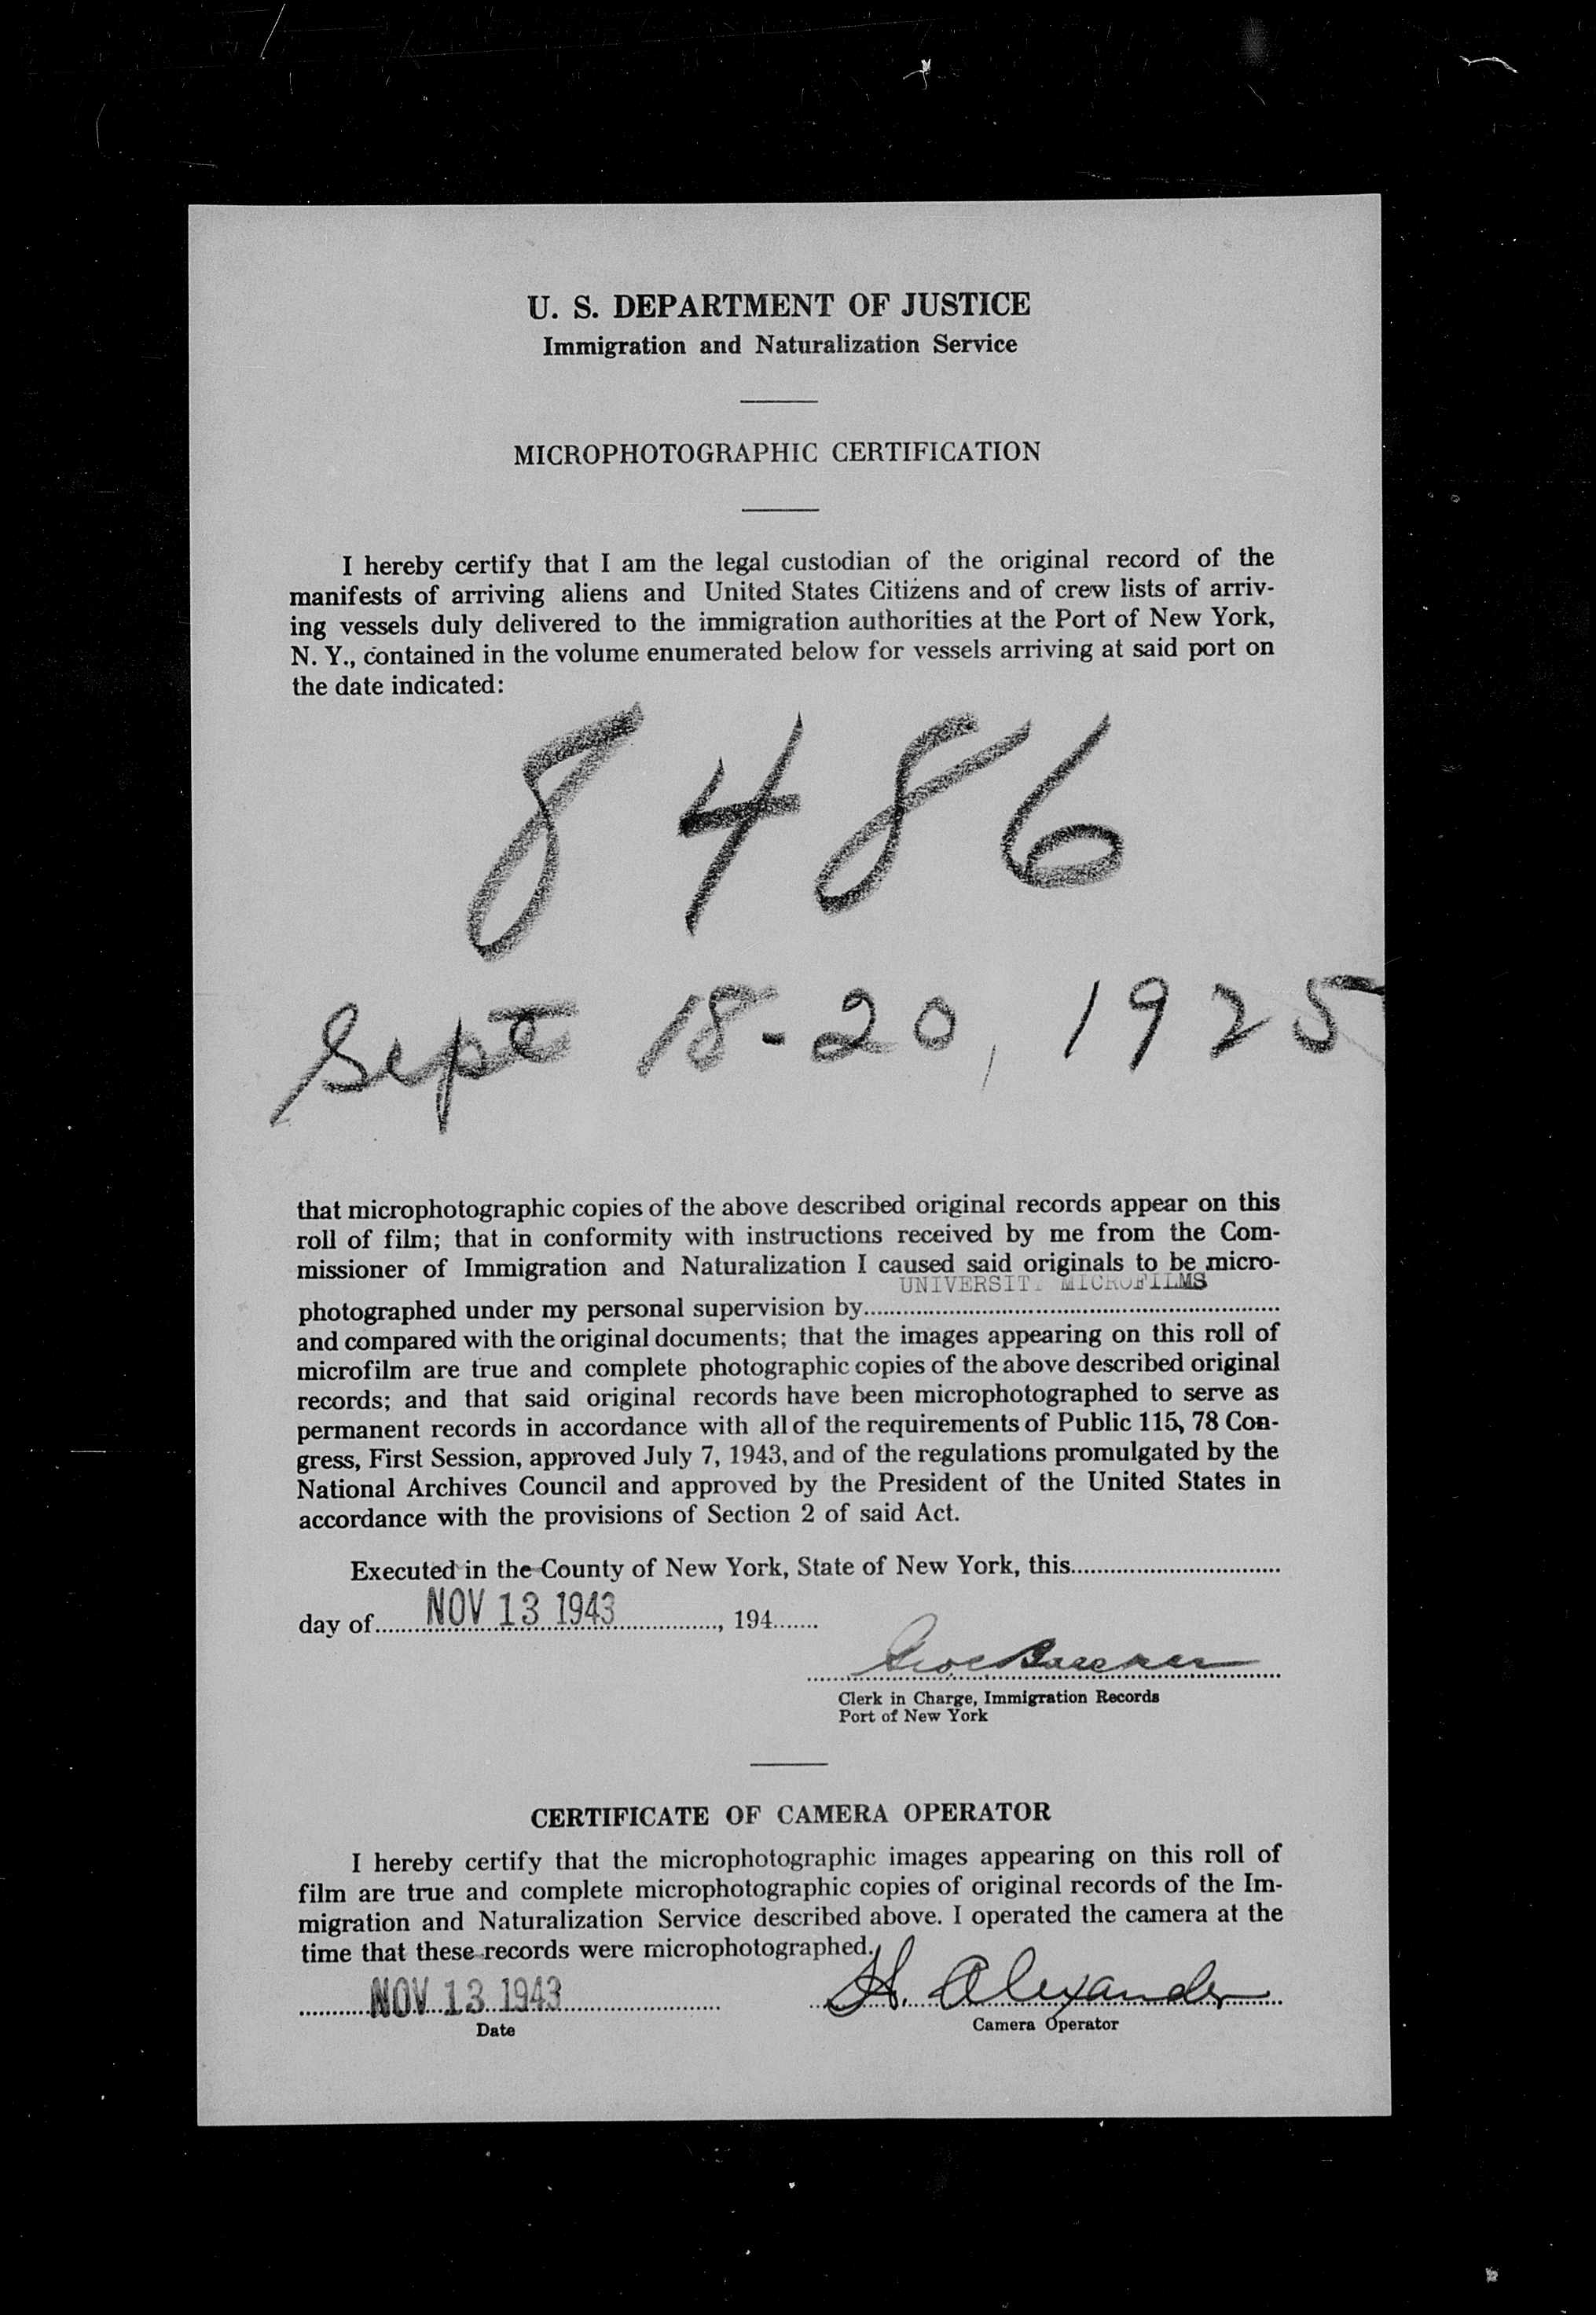 U. S. DEPARTMENT OF JUSTICE
Immigration and Naturalization Service
MICROPHOTOGRAPHIC CERTIFICATION
I hereby certify that I am the legal custodian of the original record of the
manifests of arriving aliens and United States Citizens and of crew lists of arriv-
ing vessels duly delivered to the immigration authorities at the Port of New York,
N. Y., contained in the volume enumerated below for vessels arriving at said port on
the date indicated:
8486
Sept 18-20, 1925
that microphotographic copies of the above described original records appear on this
roll of film; that in conformity with instructions received by me from the Com-
missioner of Immigration and Naturalization I caused said originals to be micro-
UNIVERSIT. MICROFILMS
photographed under my personal supervision by
and compared with the original documents; that the images appearing on this roll of
microfilm are true and complete photographic copies of the above described original
records; and that said original records have been microphotographed to serve as
permanent records in accordance with all of the requirements of Public 115, 78 Con-
gress, First Session, approved July 7, 1943, and of the regulations promulgated by the
National Archives Council and approved by the President of the United States in
accordance with the provisions of Section 2 of said Act.
Executed in the County of New York, State of New York, this
day of NOV 13 1943, 194
Clerk in Charge, Immigration Records
Port of New York
CERTIFICATE OF CAMERA OPERATOR
I hereby certify that the microphotographic images appearing on this roll of
film are true and complete microphotographic copies of original records of the Im-
migration and Naturalization Service described above. I operated the camera at the
time that these records were microphotographed.
NOV 13 1943 H. Alexander
Date Camera Operator